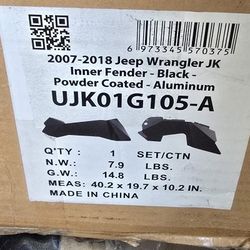 6 973345 570375
2007-2018 Jeep Wrangler JK
Inner Fender - Black -
Powder Coated - Aluminum
UJK01G105-A
Q'TY : 1 SET/CTN
N.W.: 7.9 LBS.
G.W.: 14.8 LBS.
MEAS: 40.2 x 19.7 x 10.2 IN.
MADE IN CHINA